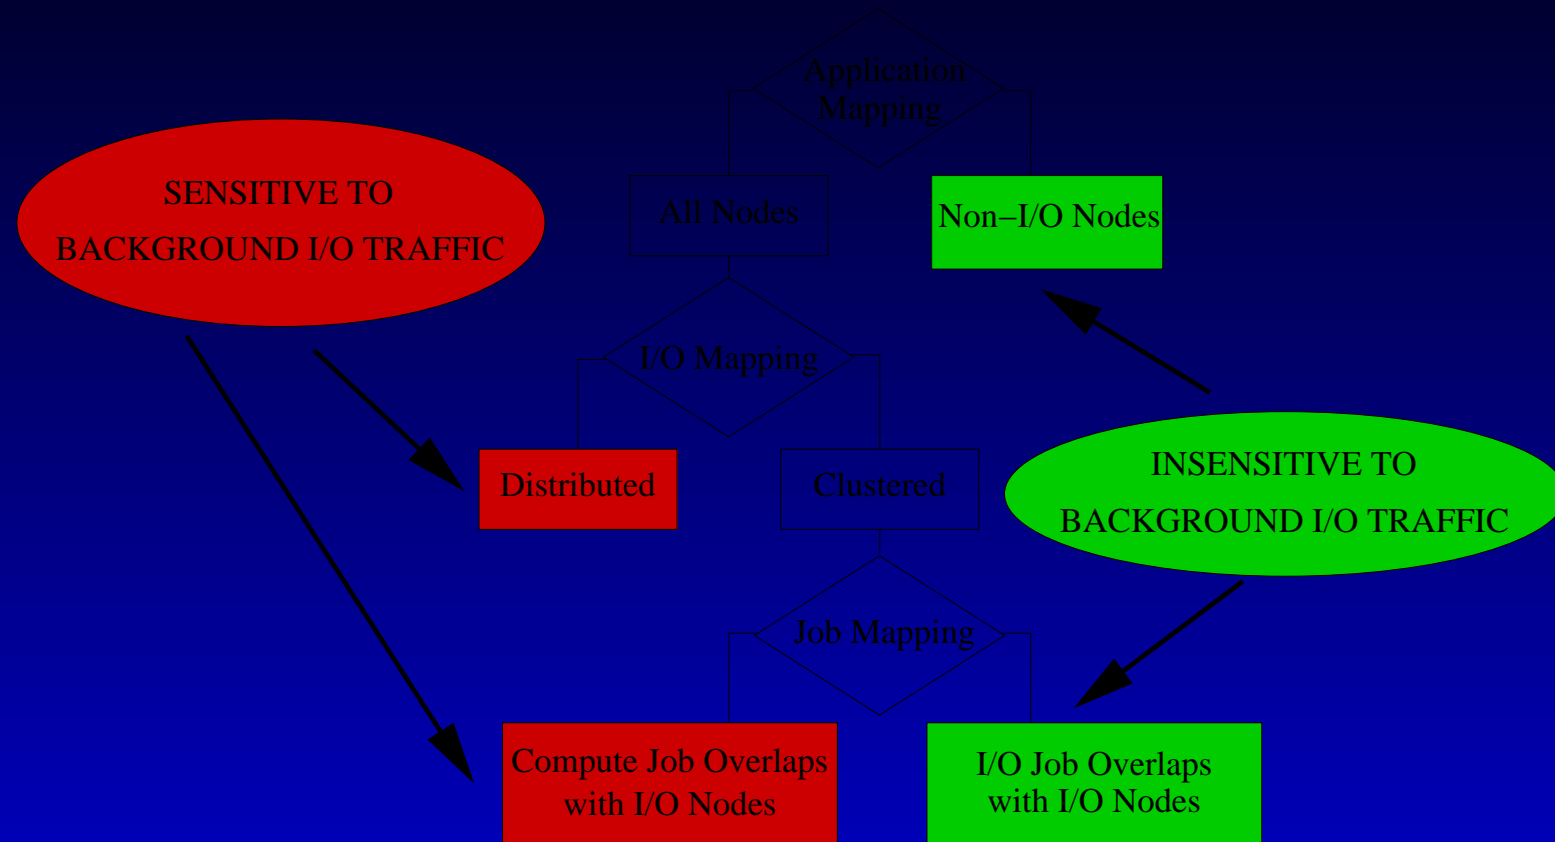 Application
Mapping
SENSITIVE TO
BACKGROUND I/O TRAFFIC
All Nodes
Non−I/O Nodes
I/O Mapping
Distributed
Clustered
INSENSITIVE TO
BACKGROUND I/O TRAFFIC
Job Mapping
Compute Job Overlaps
with I/O Nodes
I/O Job Overlaps
with I/O Nodes